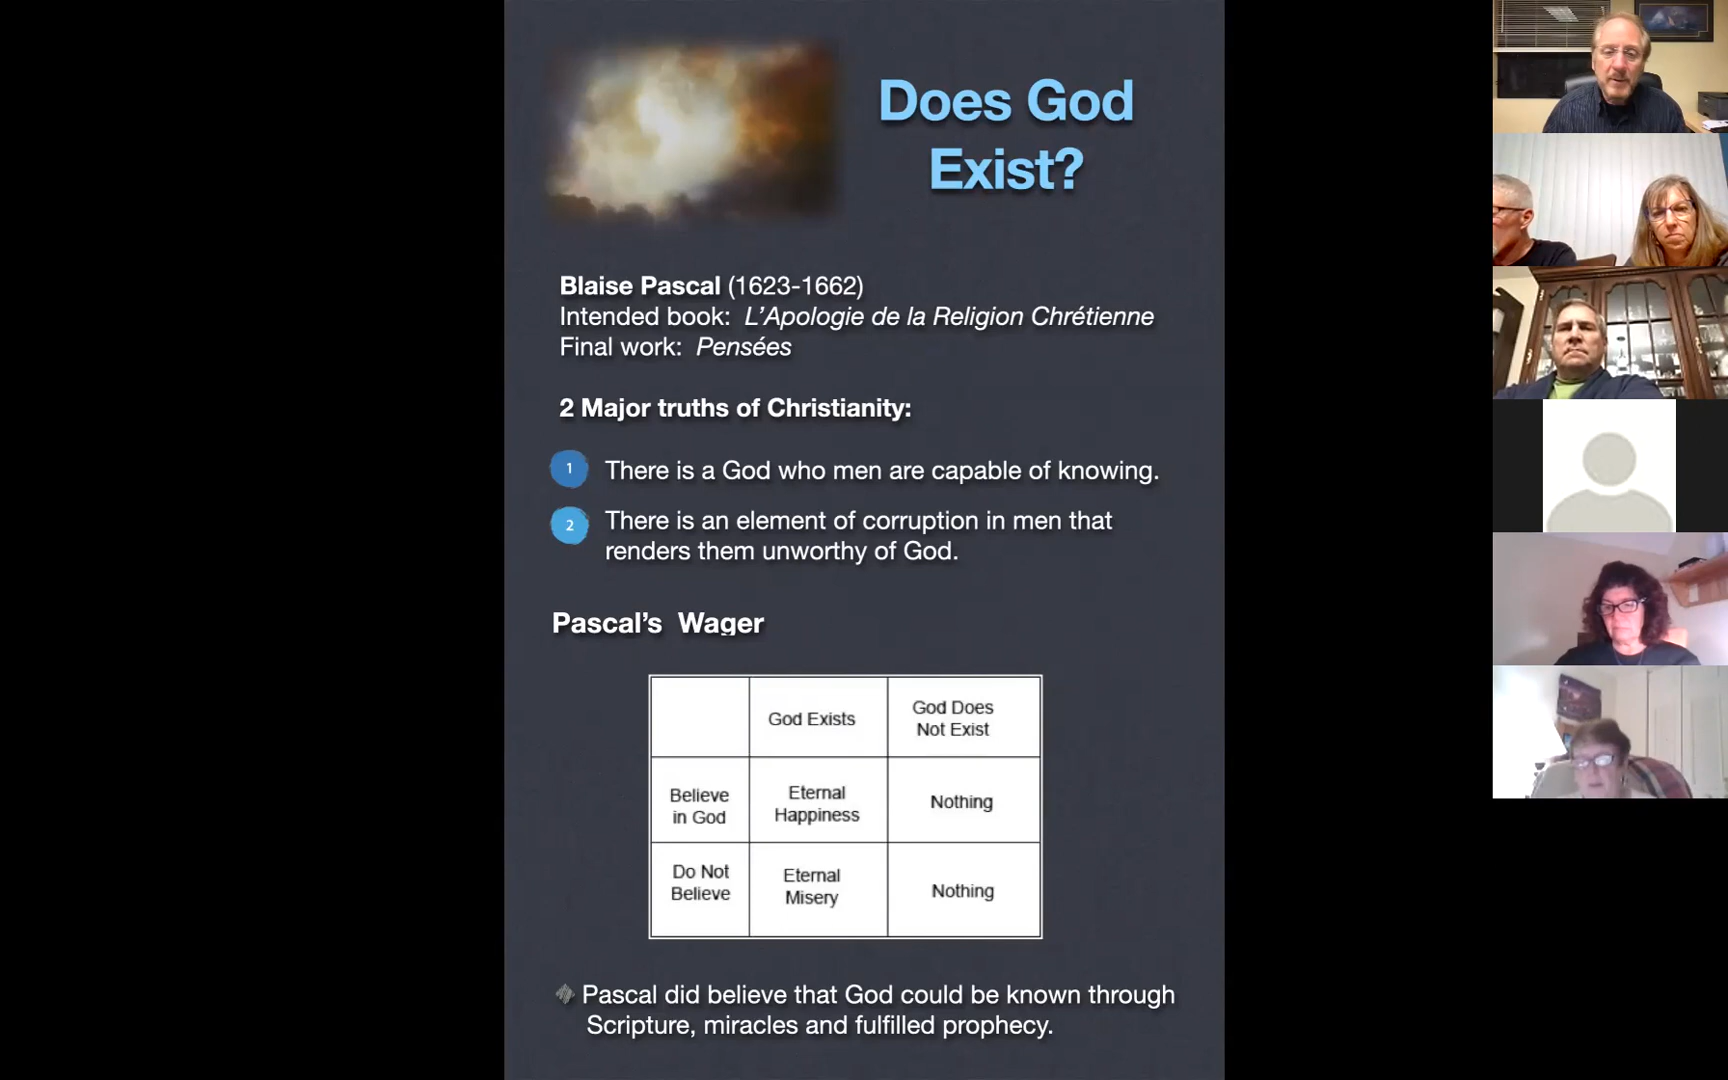 Does God
Exist?
Blaise Pascal (1623-1662)
Intended book: L’Apologie de la Religion Chrétienne
Final work: Pensées
2 Major truths of Christianity:
1 There is a God who men are capable of knowing.
2 There is an element of corruption in men that
renders them unworthy of God.
Pascal’s Wager
God Exists
God Does
Not Exist
Believe
in God
Eternal
Happiness
Nothing
Do Not
Believe
Eternal
Misery
Nothing
Pascal did believe that God could be known through
Scripture, miracles and fulfilled prophecy.